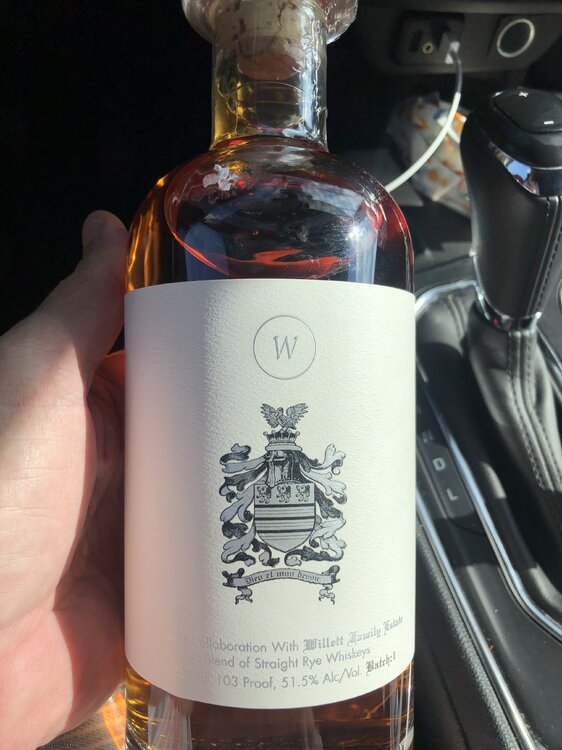 W
Dieu et mon devoir
A Collaboration With Willett Family Estate
Blend of Straight Rye Whiskeys
103 Proof, 51.5% Alc/Vol. Batch:1
L
D